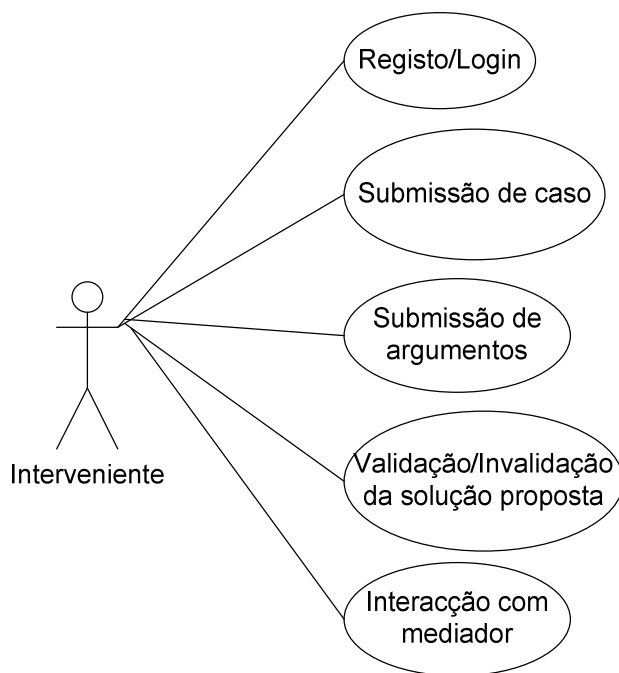 Registo/Login
Submissão de caso
Submissão de
argumentos
Validação/Invalidação
da solução proposta
Interacção com
mediador
Interveniente